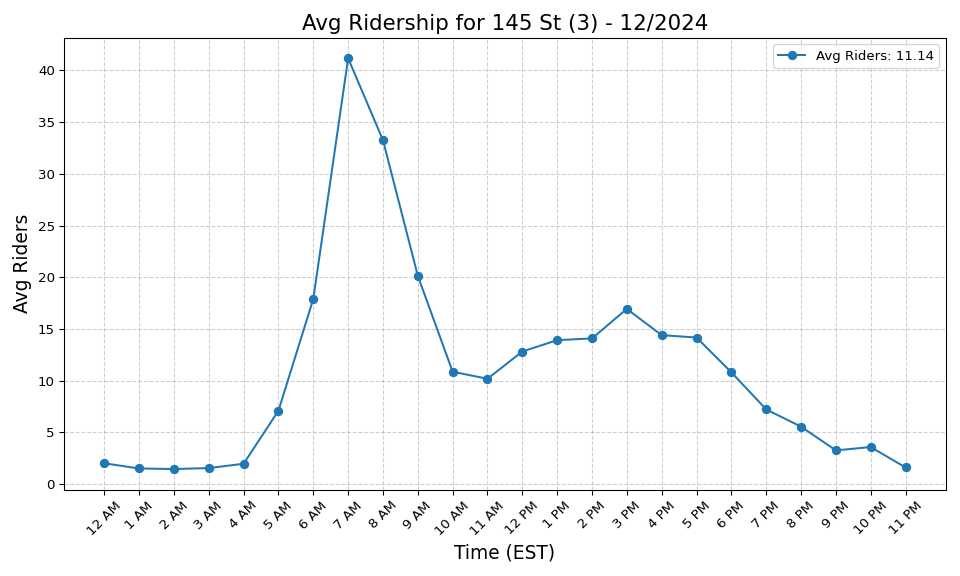 Avg Ridership for 145 St (3) - 12/2024
Avg Riders: 11.14
Avg Riders
40
35
30
25
20
15
10
5
0
12 AM
1 AM
2 AM
3 AM
4 AM
5 AM
6 AM
7 AM
8 AM
9 AM
10 AM
11 AM
12 PM
1 PM
2 PM
3 PM
4 PM
5 PM
6 PM
7 PM
8 PM
9 PM
10 PM
11 PM
Time (EST)